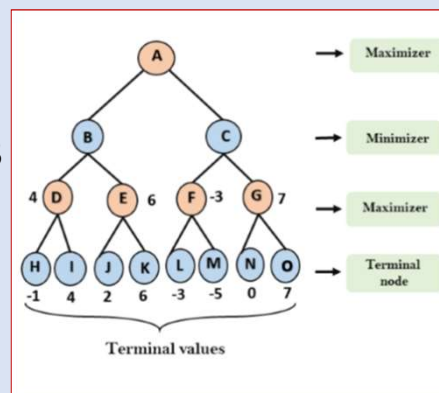 A
Maximizer
B
C
Minimizer
4 D
E 6
F -3
G 7
Maximizer
H I J K L M N O
Terminal
node
-1 4 2 6 -3 -5 0 7
Terminal values